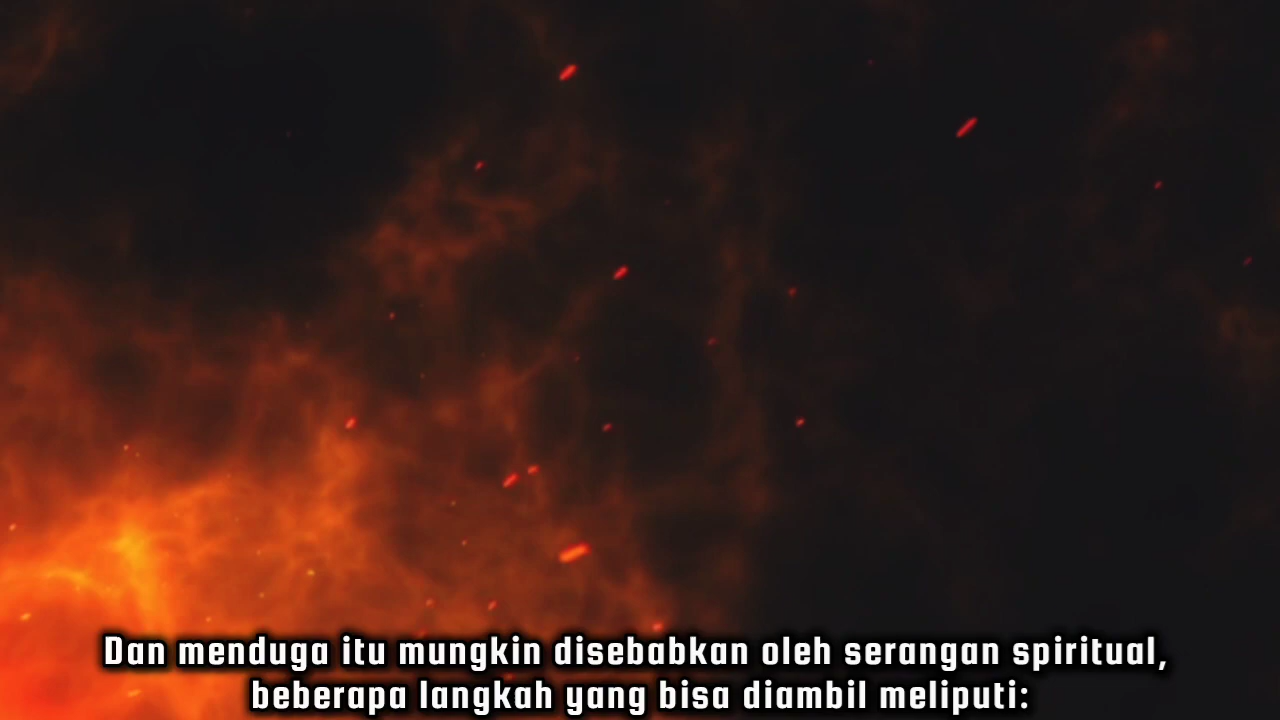 Dan menduga itu mungkin disebabkan oleh serangan spiritual,
beberapa langkah yang bisa diambil meliputi: